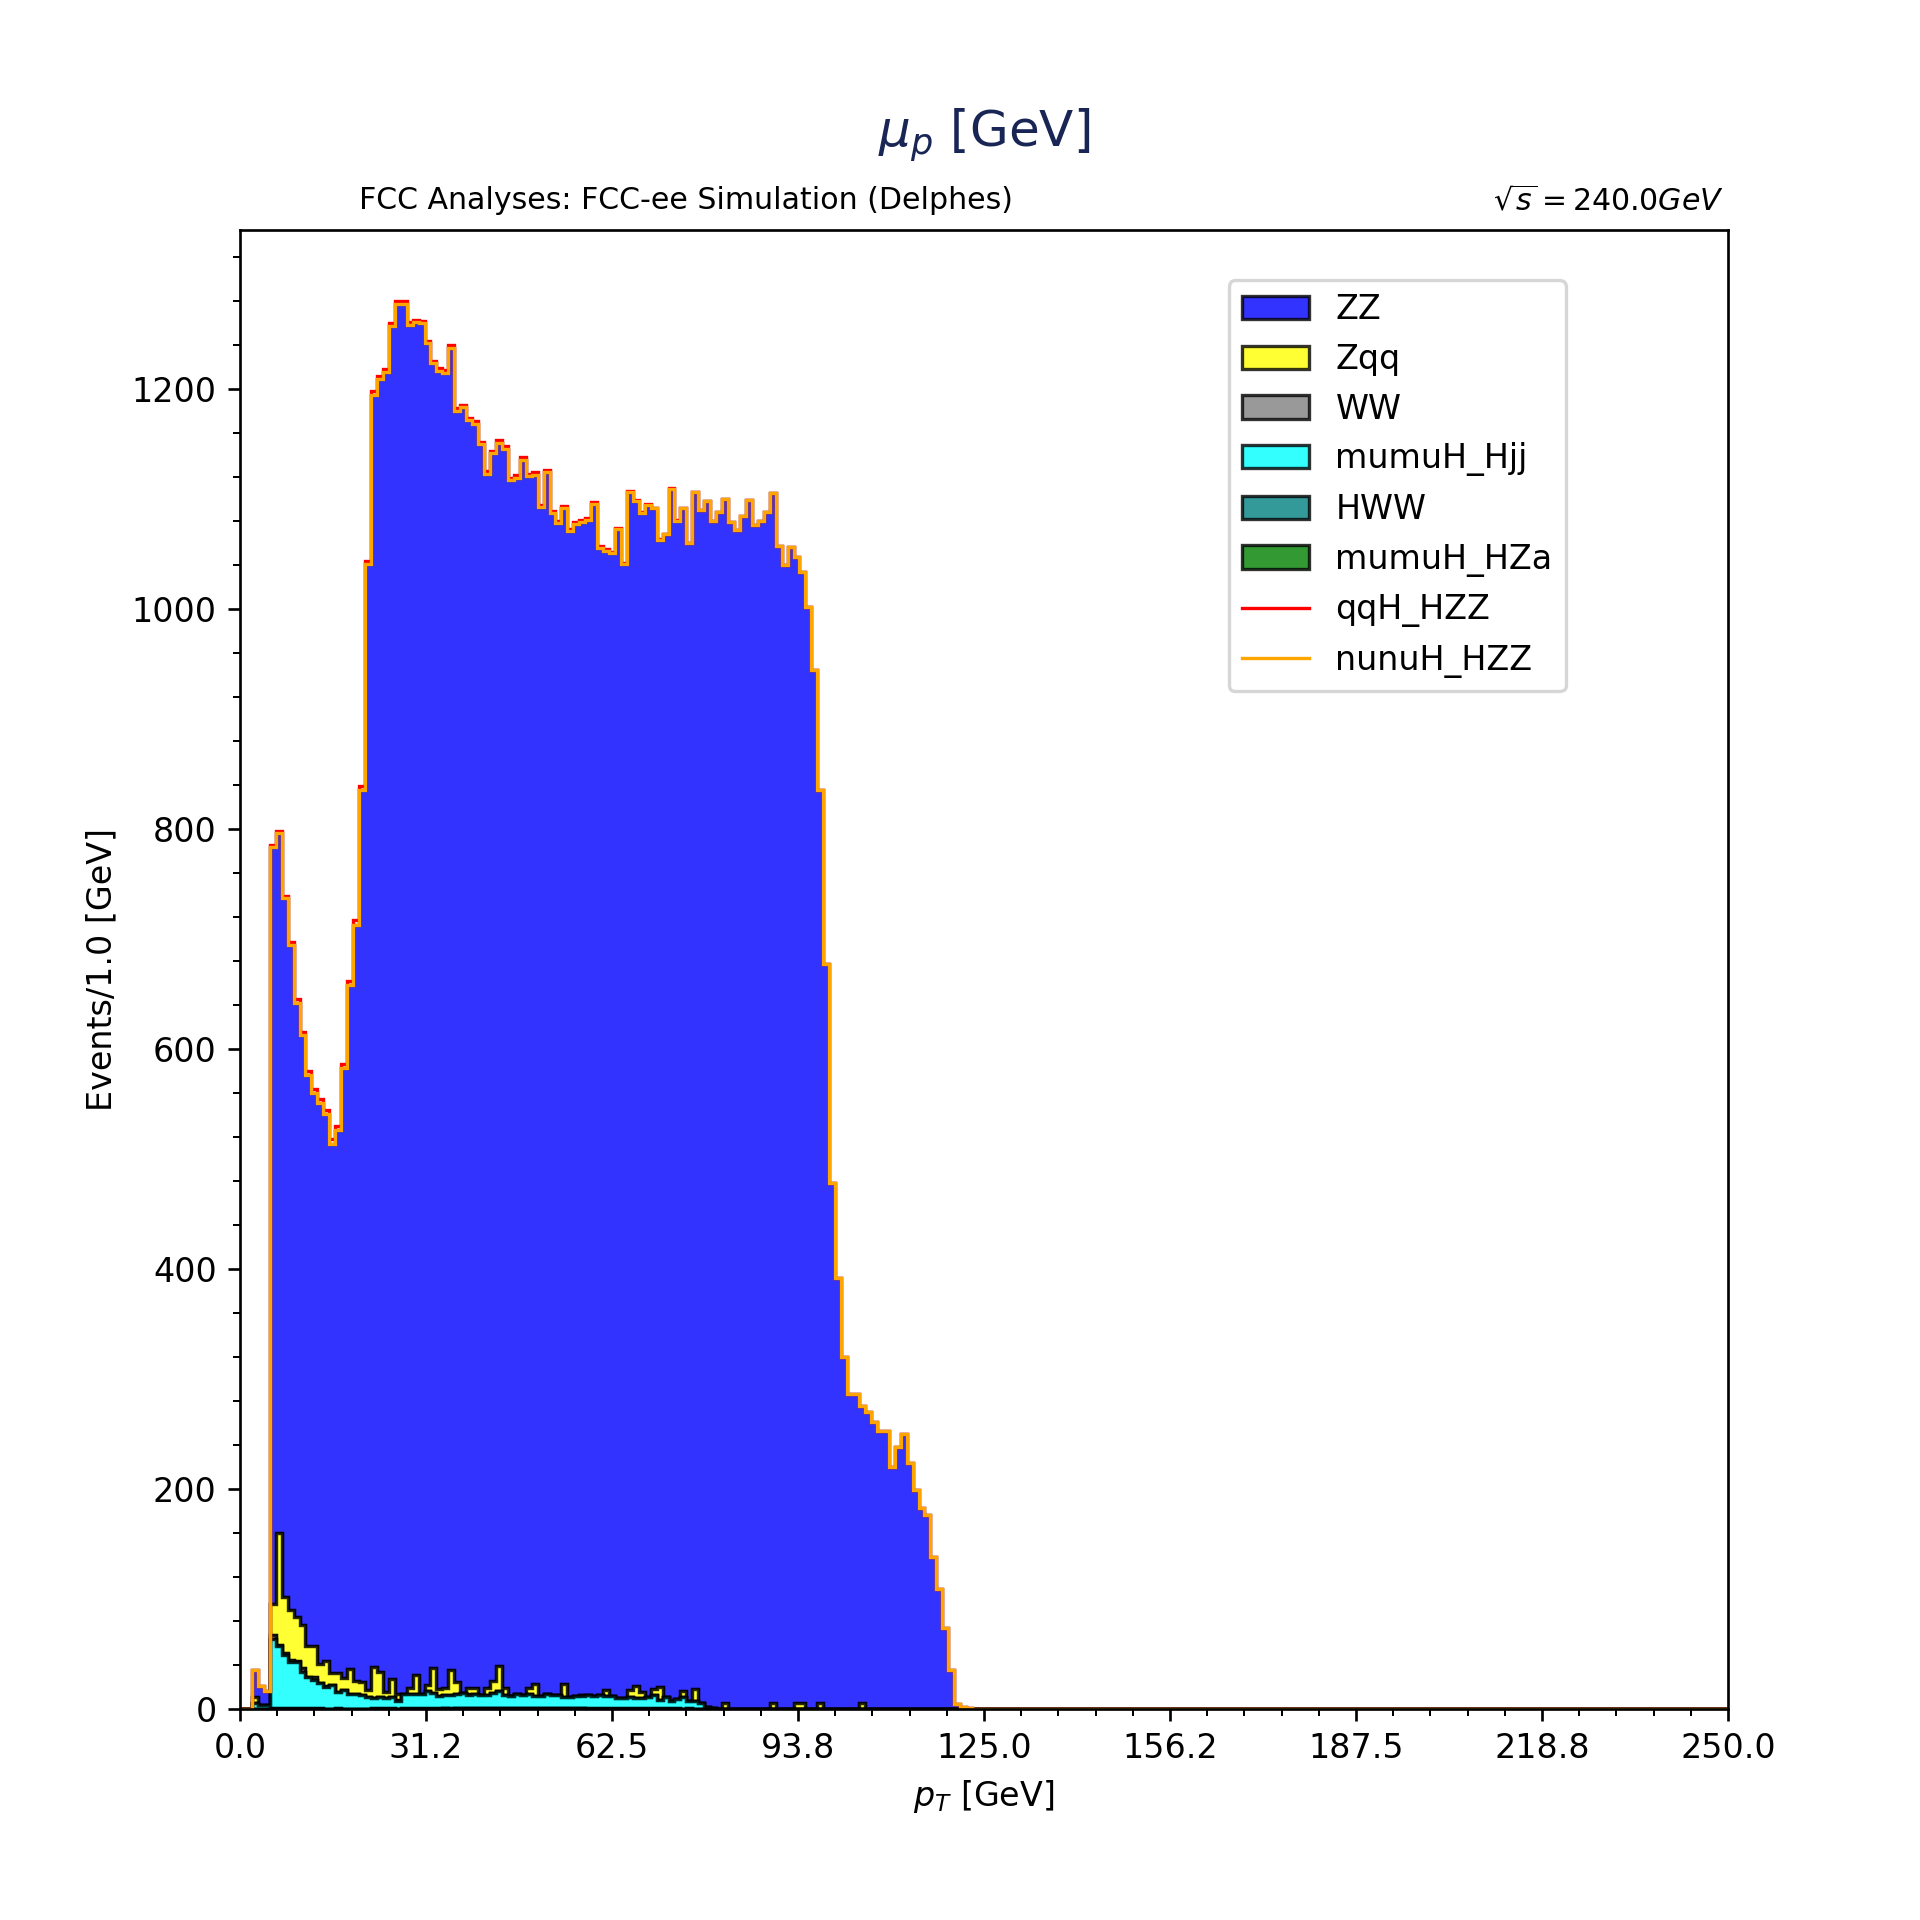 μp [GeV]
FCC Analyses: FCC-ee Simulation (Delphes)
√s = 240.0GeV
ZZ
Zqq
WW
mumuH_Hjj
HWW
mumuH_HZa
qqH_HZZ
nunuH_HZZ
Events/1.0 [GeV]
1200
1000
800
600
400
200
0
0.0 31.2 62.5 93.8 125.0 156.2 187.5 218.8 250.0
pT [GeV]